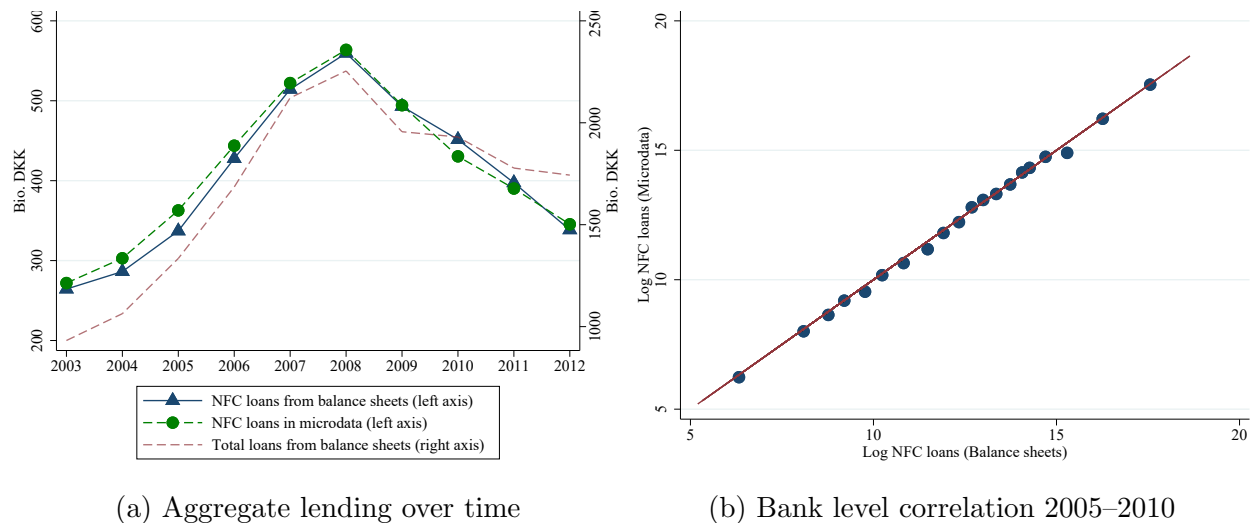 600
500
400
300
200
Bio. DKK
2500
2000
1500
1000
Bio. DKK
2003 2004 2005 2006 2007 2008 2009 2010 2011 2012
NFC loans from balance sheets (left axis)
NFC loans in microdata (left axis)
Total loans from balance sheets (right axis)
(a) Aggregate lending over time
20
15
10
5
Log NFC loans (Microdata)
5 10 15 20
Log NFC loans (Balance sheets)
(b) Bank level correlation 2005–2010